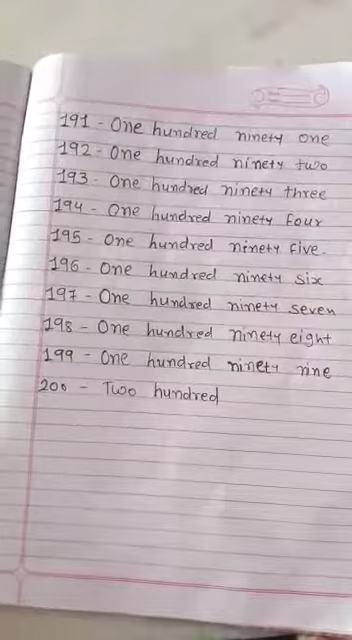 191 - One hundred ninety one
192 - One hundred ninety two
193 - One hundred ninety three
194 - One hundred ninety four
195 - One hundred ninety five.
196 - One hundred ninety six
197 - One hundred ninety seven
198 - One hundred ninety eight
199 - One hundred ninety nine
200 - Two hundred